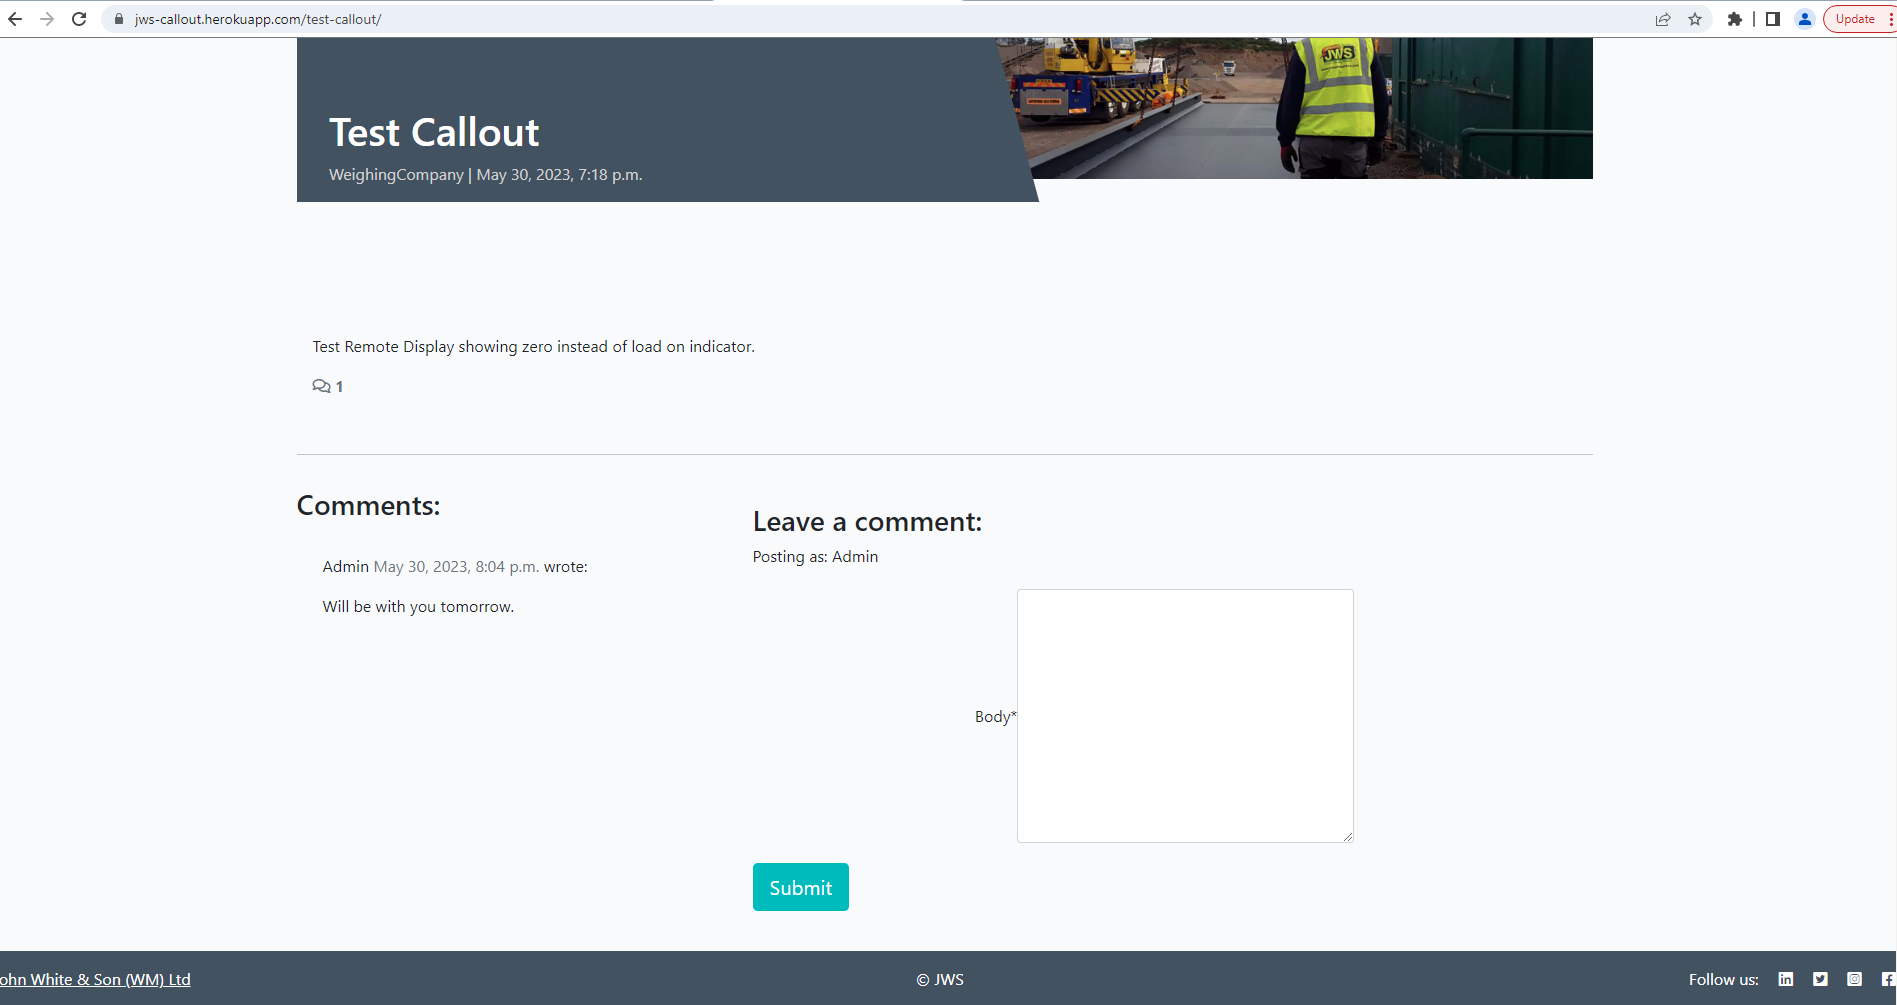 jws-callout.herokuapp.com/test-callout/
Update
JWS
Test Callout
WeighingCompany | May 30, 2023, 7:18 p.m.
Test Remote Display showing zero instead of load on indicator.
1
Comments:
Admin May 30, 2023, 8:04 p.m. wrote:
Will be with you tomorrow.
Leave a comment:
Posting as: Admin
Body*
Submit
ohn White & Son (WM) Ltd
© JWS
Follow us: